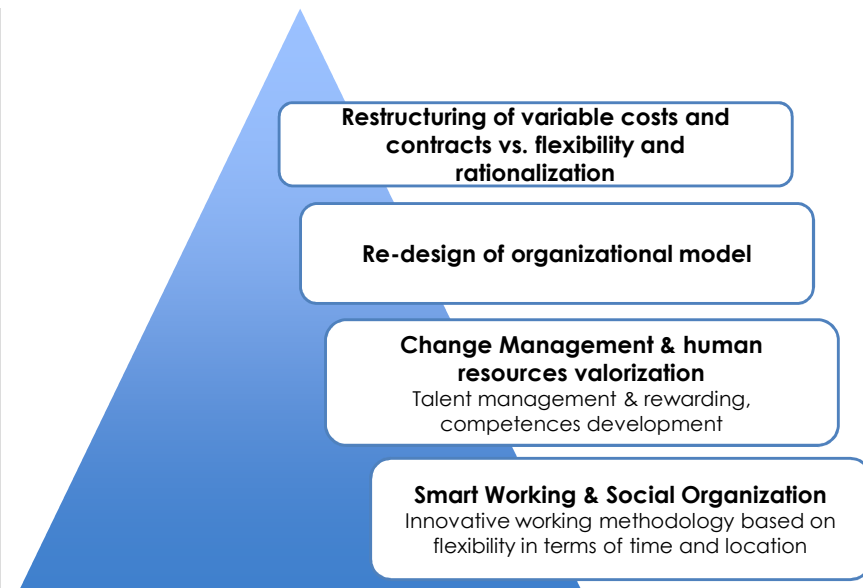 Restructuring of variable costs and
contracts vs. flexibility and
rationalization
Re-design of organizational model
Change Management & human
resources valorization
Talent management & rewarding,
competences development
Smart Working & Social Organization
Innovative working methodology based on
flexibility in terms of time and location